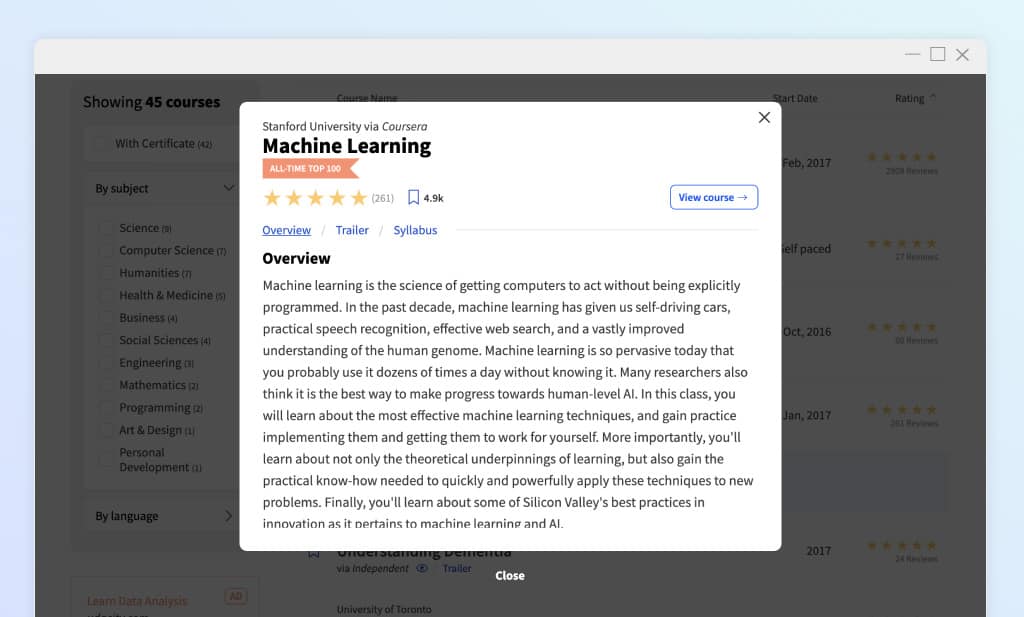 Showing 45 courses
Course Name
Start Date
Rating
With Certificate (42)
By subject
Science (9)
Computer Science (7)
Humanities (7)
Health & Medicine (5)
Business (4)
Social Sciences (4)
Engineering (3)
Mathematics (2)
Programming (2)
Art & Design (1)
Personal
Development (1)
By language
Learn Data Analysis
AD
Stanford University via Coursera
Machine Learning
ALL-TIME TOP 100
(261)
4.9k
View course →
Overview / Trailer / Syllabus
Overview
Machine learning is the science of getting computers to act without being explicitly
programmed. In the past decade, machine learning has given us self-driving cars,
practical speech recognition, effective web search, and a vastly improved
understanding of the human genome. Machine learning is so pervasive today that
you probably use it dozens of times a day without knowing it. Many researchers also
think it is the best way to make progress towards human-level AI. In this class, you
will learn about the most effective machine learning techniques, and gain practice
implementing them and getting them to work for yourself. More importantly, you'll
learn about not only the theoretical underpinnings of learning, but also gain the
practical know-how needed to quickly and powerfully apply these techniques to new
problems. Finally, you'll learn about some of Silicon Valley's best practices in
innovation as it pertains to machine learning and AI.
Close
Feb, 2017
2909 Reviews
Self paced
27 Reviews
Oct, 2016
Reviews
Jan, 2017
261 Reviews
Understanding Dementia
via Independent
Trailer
2017
24 Reviews
University of Toronto